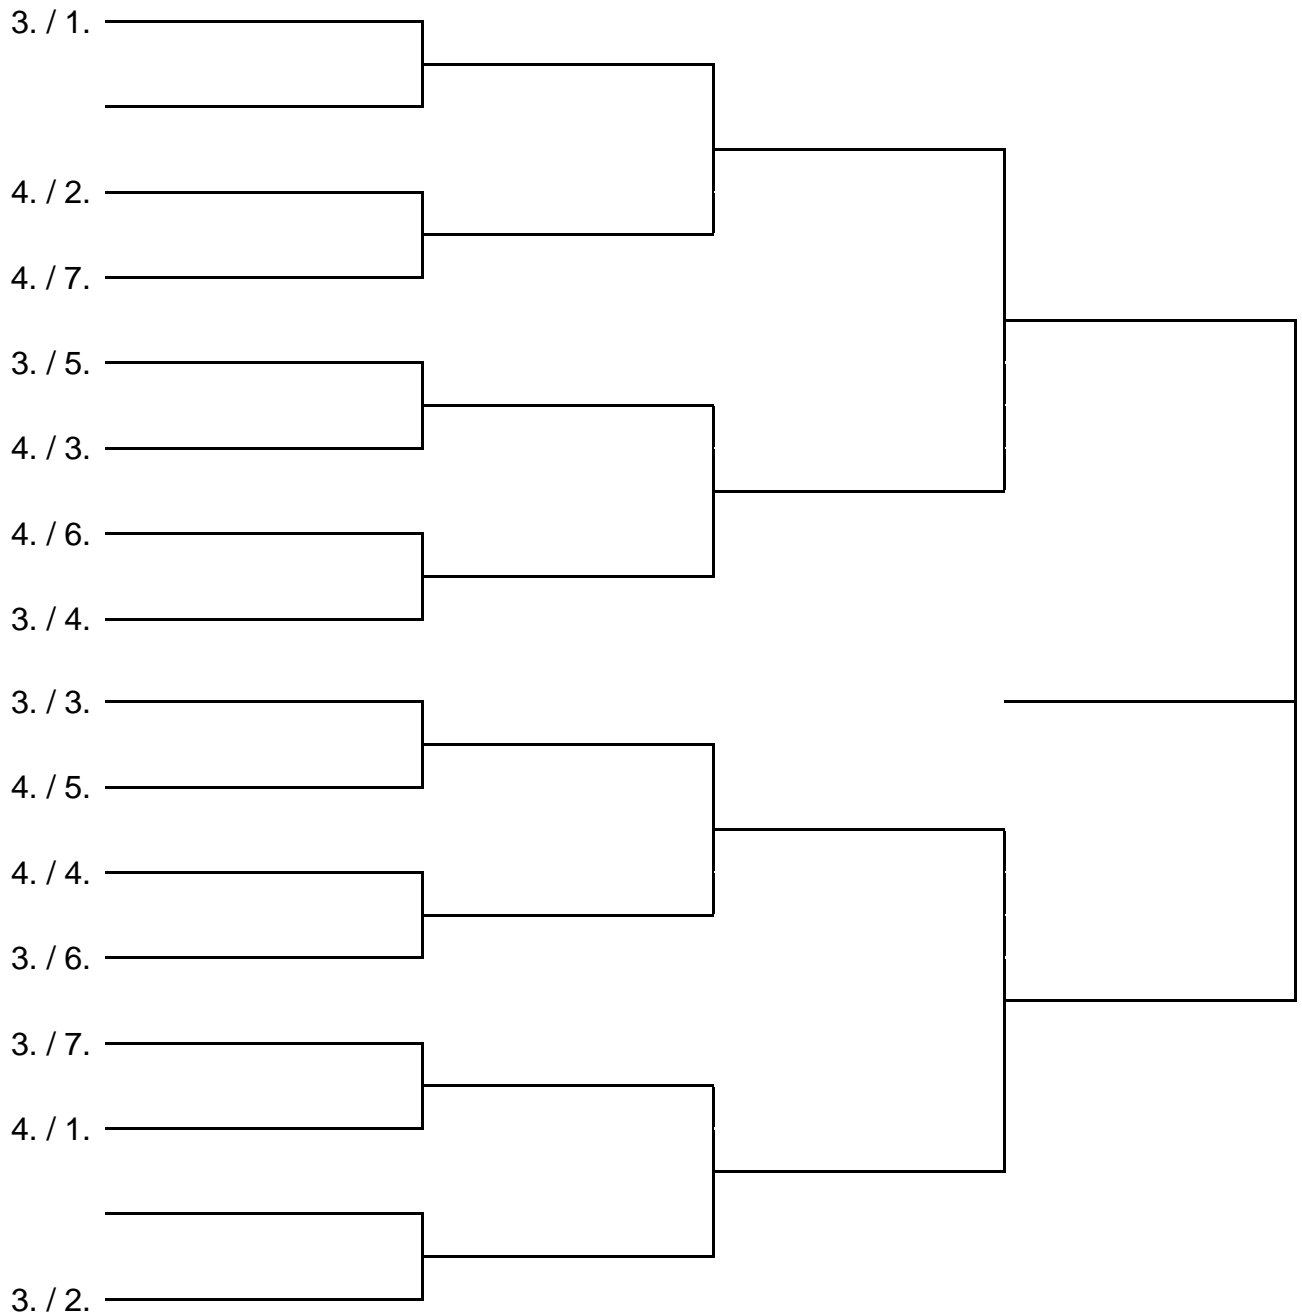 3. / 1.
4. / 2.
4. / 7.
3. / 5.
4. / 3.
4. / 6.
3. / 4.
3. / 3.
4. / 5.
4. / 4.
3. / 6.
3. / 7.
4. / 1.
3. / 2.